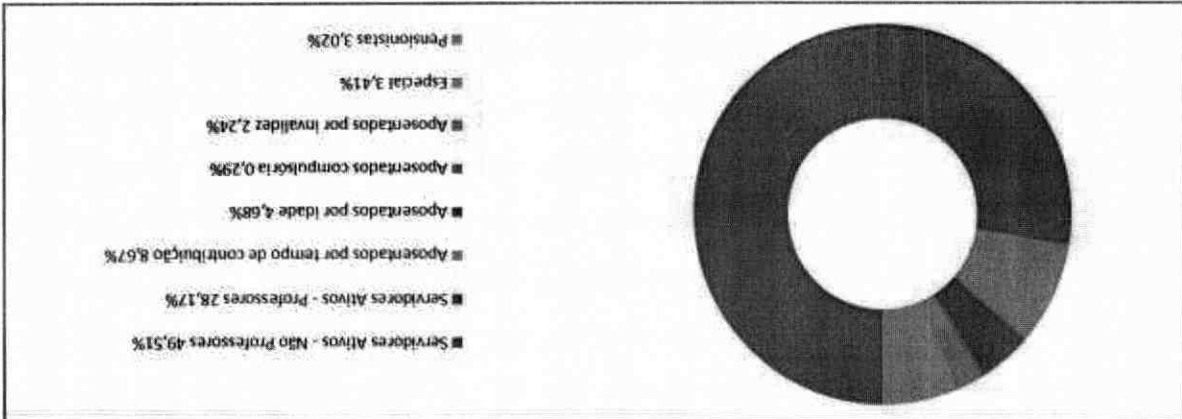 Servidores Ativos - Não Professores 49,51%
Servidores Ativos - Professores 28,17%
Aposentados por tempo de contribuição 8,67%
Aposentados por idade 4,68%
Aposentados compulsória 0,29%
Aposentados por invalidez 2,24%
Especial 3,41%
Pensionistas 3,02%